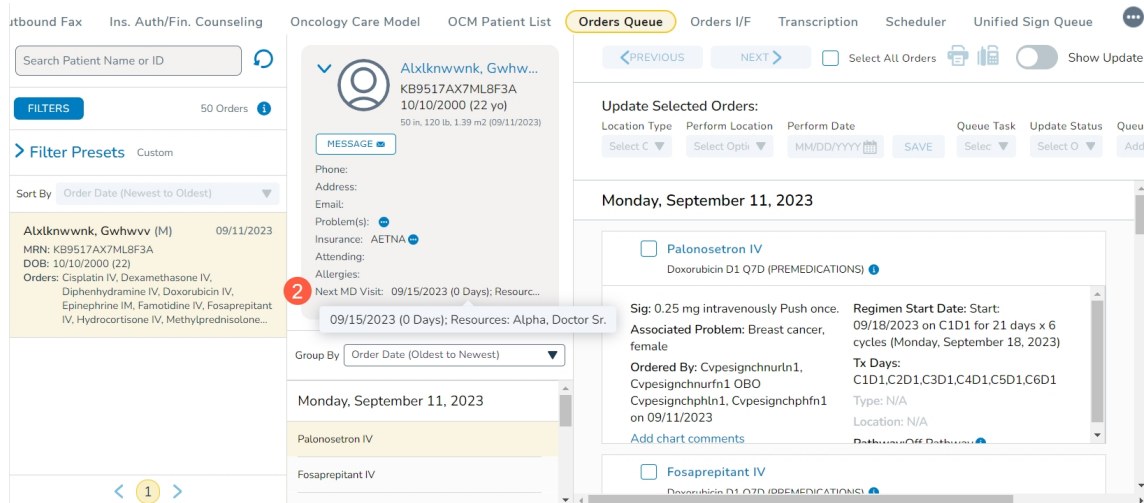 utbound Fax Ins. Auth/Fin. Counseling Oncology Care Model OCM Patient List Orders Queue Orders I/F Transcription Scheduler Unified Sign Queue
Search Patient Name or ID
FILTERS 50 Orders
Filter Presets Custom
Sort By Order Date (Newest to Oldest)
Alxlknwwnk, Gwhwvv (M) 09/11/2023
MRN: KB9517AX7ML8F3A
DOB: 10/10/2000 (22)
Orders: Cisplatin IV, Dexamethasone IV,
Diphenhydramine IV, Doxorubicin IV,
Epinephrine IM, Famotidine IV, Fosaprepitant
IV, Hydrocortisone IV, Methylprednisolone...
1
Alxlknwwnk, Gwhw...
KB9517AX7ML8F3A
10/10/2000 (22 yo)
50 in, 120 lb, 1.39 m2 (09/11/2023)
MESSAGE
Phone:
Address:
Email:
Problem(s):
Insurance: AETNA
Attending:
Allergies:
2 Next MD Visit: 09/15/2023 (0 Days); Resourc...
09/15/2023 (0 Days); Resources: Alpha, Doctor Sr.
Group By Order Date (Oldest to Newest)
Monday, September 11, 2023
Palonosetron IV
Fosaprepitant IV
PREVIOUS NEXT Select All Orders Show Update
Update Selected Orders:
Location Type Perform Location Perform Date Queue Task Update Status Queu
Select C Select Opti MM/DD/YYYY SAVE Selec Select O Add
Monday, September 11, 2023
Palonosetron IV
Doxorubicin D1 Q7D (PREMEDICATIONS)
Sig: 0.25 mg intravenously Push once.
Associated Problem: Breast cancer,
female
Ordered By: Cvpesignchnurln1,
Cvpesignchnurfn1 OBO
Cvpesignchphln1, Cvpesignchphfn1
on 09/11/2023
Add chart comments
Regimen Start Date: Start:
09/18/2023 on C1D1 for 21 days x 6
cycles (Monday, September 18, 2023)
Tx Days:
C1D1,C2D1,C3D1,C4D1,C5D1,C6D1
Type: N/A
Location: N/A
Pathway:Off Pathway
Fosaprepitant IV
Doxorubicin D1 Q7D (PREMEDICATIONS)